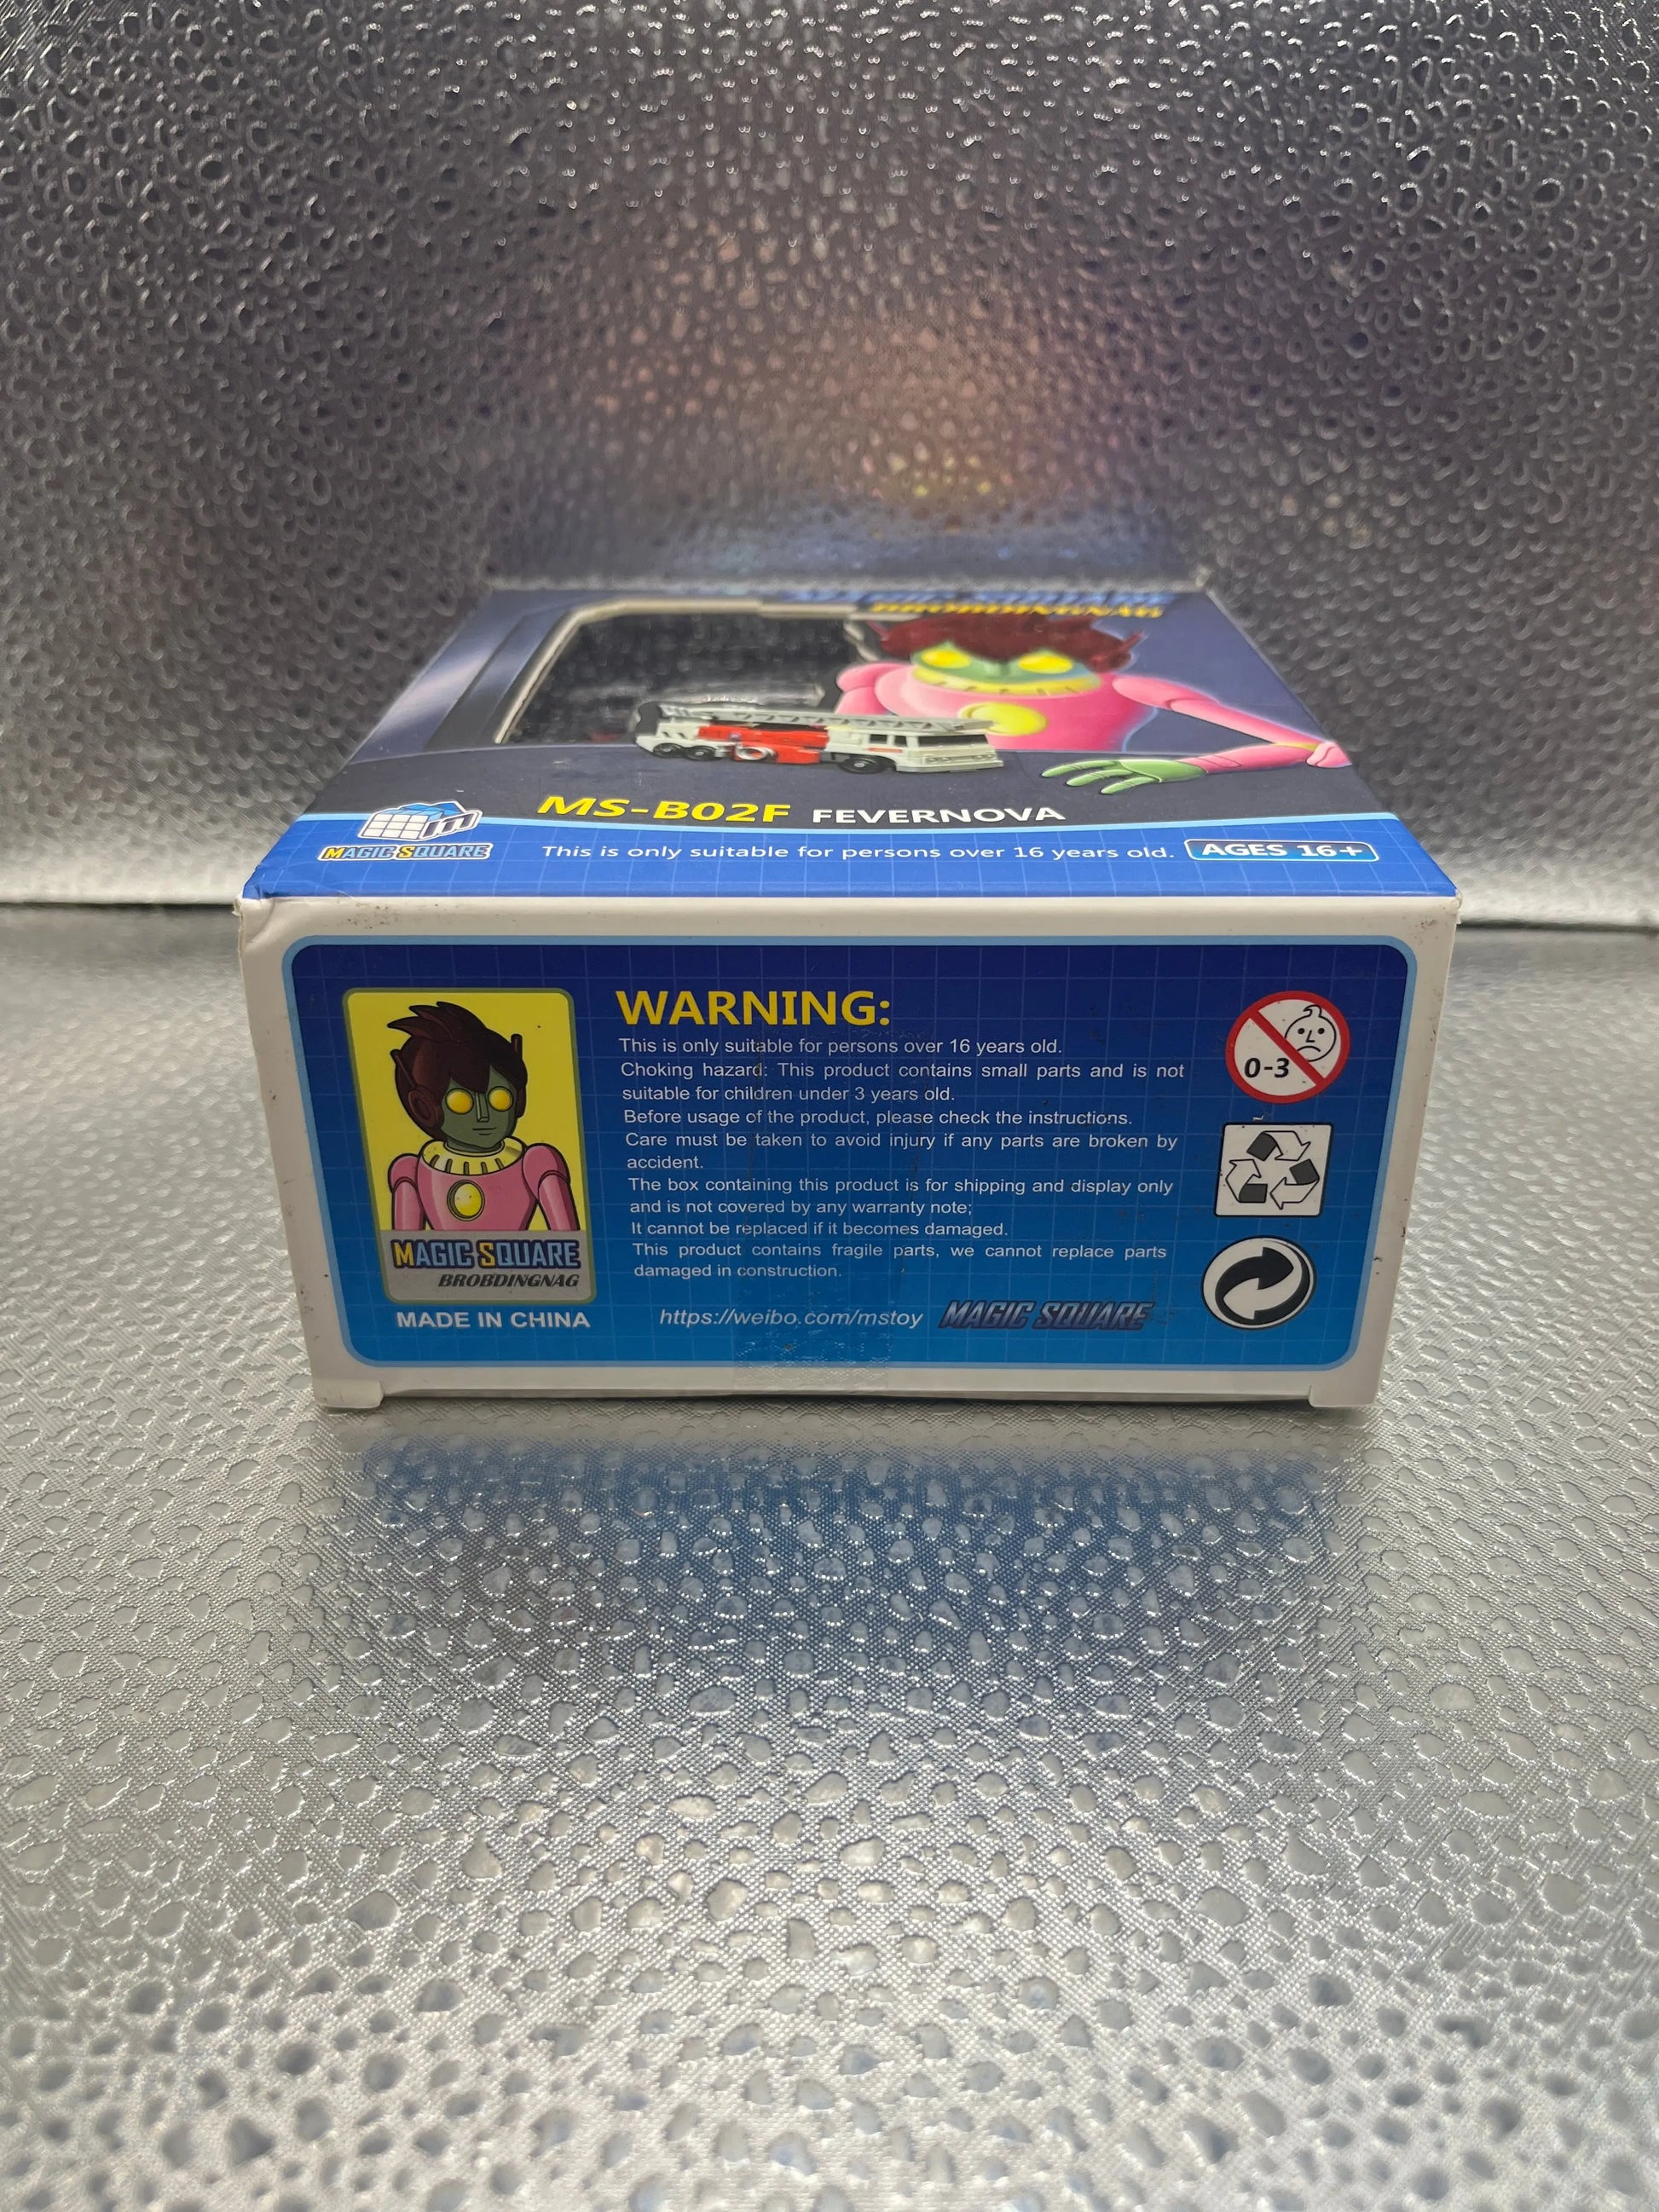 MAGIC SQUARE
BROBDINGNAG
MS-B02F FEVERNOVA
m
MAGIC SQUARE
This is only suitable for persons over 16 years old.
AGES 16+
WARNING:
This is only suitable for persons over 16 years old.
Choking hazard: This product contains small parts and is not
suitable for children under 3 years old.
Before usage of the product, please check the instructions.
Care must be taken to avoid injury if any parts are broken by
accident.
The box containing this product is for shipping and display only
and is not covered by any warranty note;
It cannot be replaced if it becomes damaged.
This product contains fragile parts, we cannot replace parts
damaged in construction.
MAGIC SQUARE
BROBDINGNAG
MADE IN CHINA
https://weibo.com/mstoy
MAGIC SQUARE
0-3